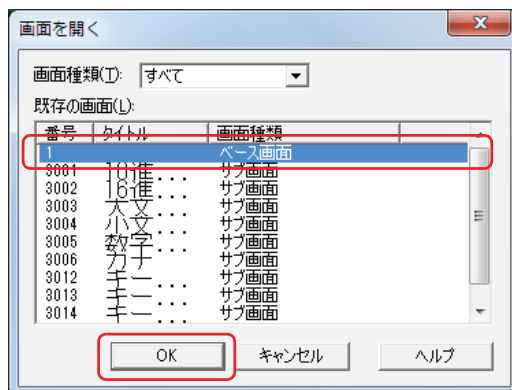 画面を開く
画面種類(T): すべて
既存の画面(L):
番号 タイトル 画面種類
1 ベース画面
3001 10進... サブ画面
3002 16進... サブ画面
3003 大文... サブ画面
3004 小文... サブ画面
3005 数字... サブ画面
3006 カナ... サブ画面
3012 キー... サブ画面
3013 キー... サブ画面
3014 キー... サブ画面
OK キャンセル ヘルプ